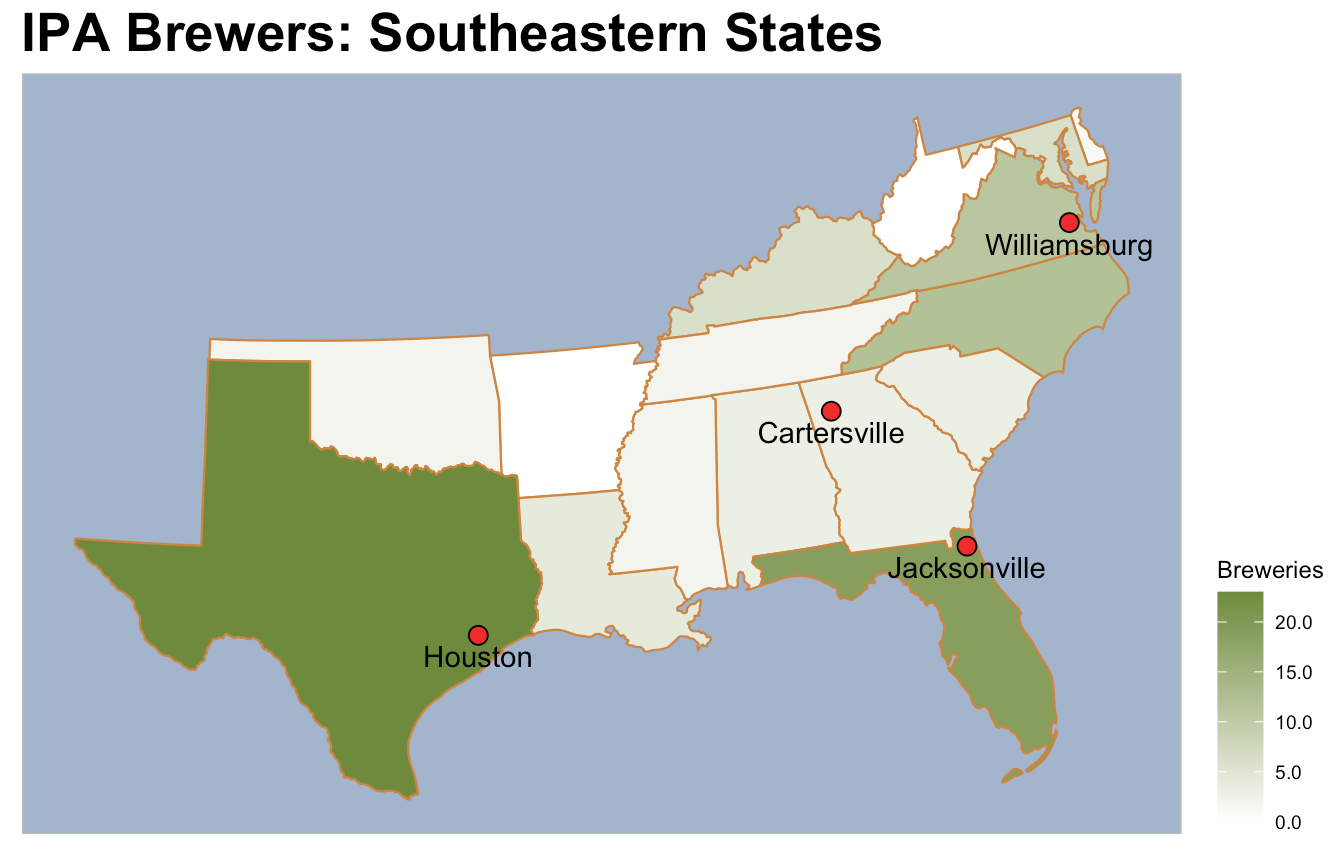 IPA Brewers: Southeastern States
Williamsburg
Cartersville
Jacksonville
Houston
Breweries
20.0
15.0
10.0
5.0
0.0